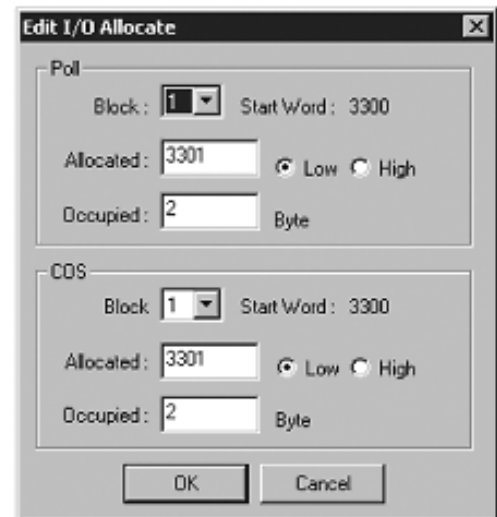 Edit I/O Allocate
Poll
Block : 1 Start Word : 3300
Allocated : 3301 Low High
Occupied : 2 Byte
COS
Block 1 Start Word : 3300
Allocated : 3301 Low High
Occupied : 2 Byte
OK Cancel